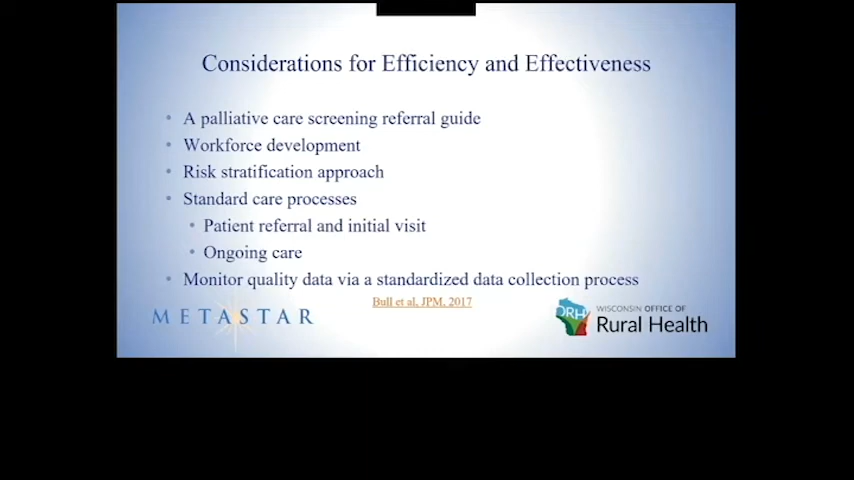 Considerations for Efficiency and Effectiveness
• A palliative care screening referral guide
• Workforce development
• Risk stratification approach
• Standard care processes
• Patient referral and initial visit
• Ongoing care
• Monitor quality data via a standardized data collection process
Bull et al, JPM, 2017
METASTAR
ORH
WISCONSIN OFFICE OF
Rural Health